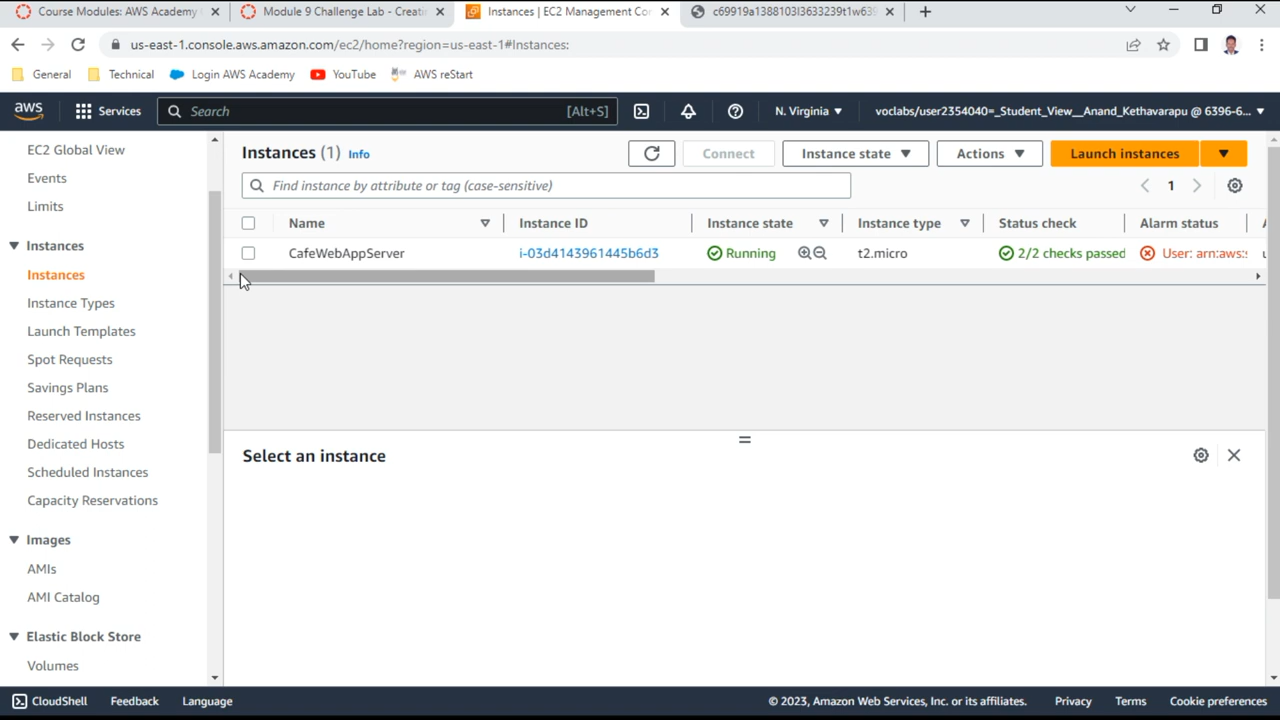 Course Modules: AWS Academy
Module 9 Challenge Lab - Creatin
Instances | EC2 Management Con
us-east-1.console.aws.amazon.com/ec2/home?region=us-east-1#Instances:
General
Technical
Login AWS Academy
YouTube
AWS reStart
aws
Services
Search
[Alt+S]
N. Virginia
voclabs/user2354040=_Student_View__Anand_Kethavarapu @ 6396-6...
EC2 Global View
Events
Limits
Instances
Instances
Instance Types
Launch Templates
Spot Requests
Savings Plans
Reserved Instances
Dedicated Hosts
Scheduled Instances
Capacity Reservations
Images
AMIs
AMI Catalog
Elastic Block Store
Volumes
Instances (1) Info
Connect
Instance state
Actions
Launch instances
Find instance by attribute or tag (case-sensitive)
1
Name
Instance ID
Instance state
Instance type
Status check
Alarm status
CafeWebAppServer
i-03d4143961445b6d3
Running
t2.micro
2/2 checks passed
User: arn:aws:s
Select an instance
CloudShell
Feedback
Language
© 2023, Amazon Web Services, Inc. or its affiliates.
Privacy
Terms
Cookie preferences